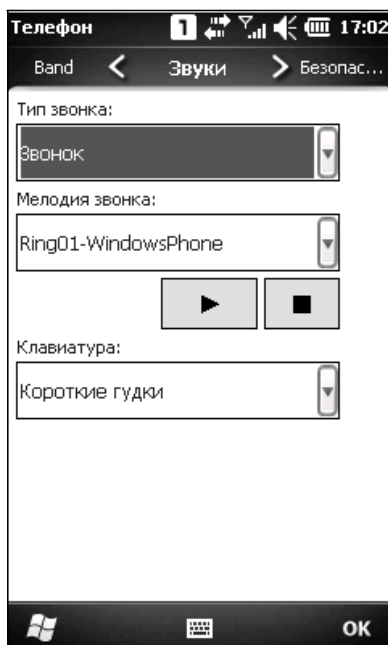 Телефон 1 17:02
Band Звуки Безопас...
Тип звонка:
Звонок
Мелодия звонка:
Ring01-WindowsPhone
Клавиатура:
Короткие гудки
OK